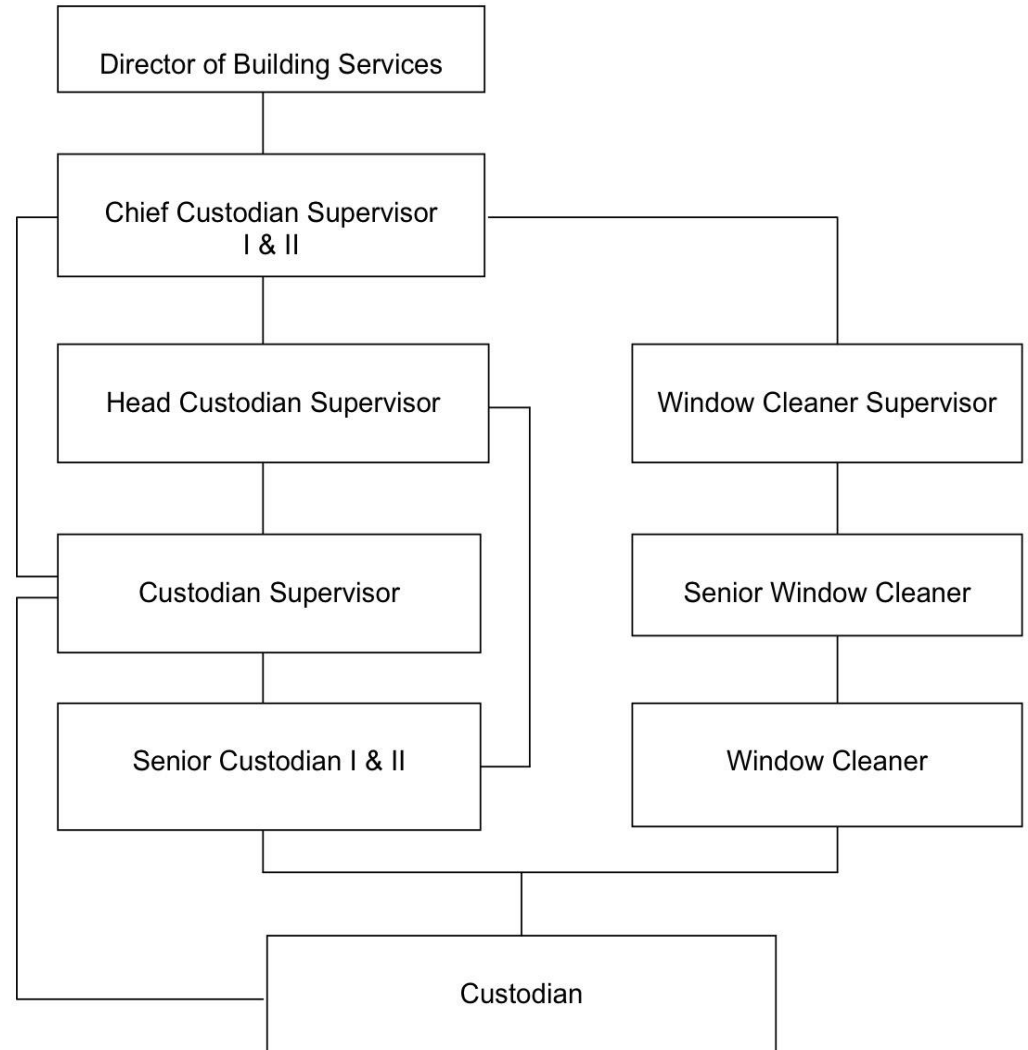 Director of Building Services
Chief Custodian Supervisor
I & II
Head Custodian Supervisor
Window Cleaner Supervisor
Custodian Supervisor
Senior Window Cleaner
Senior Custodian I & II
Window Cleaner
Custodian